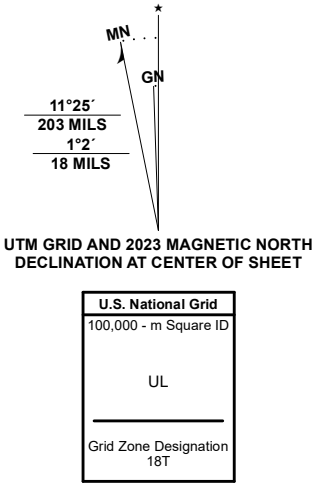 ★
MN
GN
11°25´
203 MILS
1°2´
18 MILS
UTM GRID AND 2023 MAGNETIC NORTH
DECLINATION AT CENTER OF SHEET
U.S. National Grid
100,000 - m Square ID
UL
Grid Zone Designation
18T